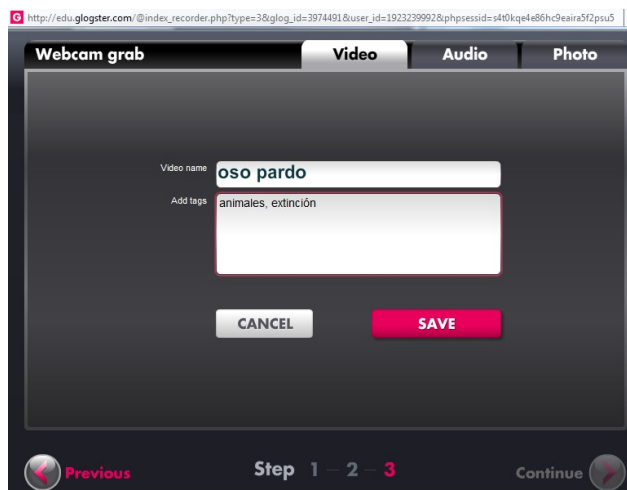 http://edu.glogster.com/@index_recorder.php?type=3&glog_id=3974491&user_id=1923239992&phpsessid=s4t0kqe4e86hc9eaira5f2psu5
Webcam grab Video Audio Photo
Video name oso pardo
Add tags animales, extinción
CANCEL SAVE
Previous Step 1 – 2 – 3 Continue